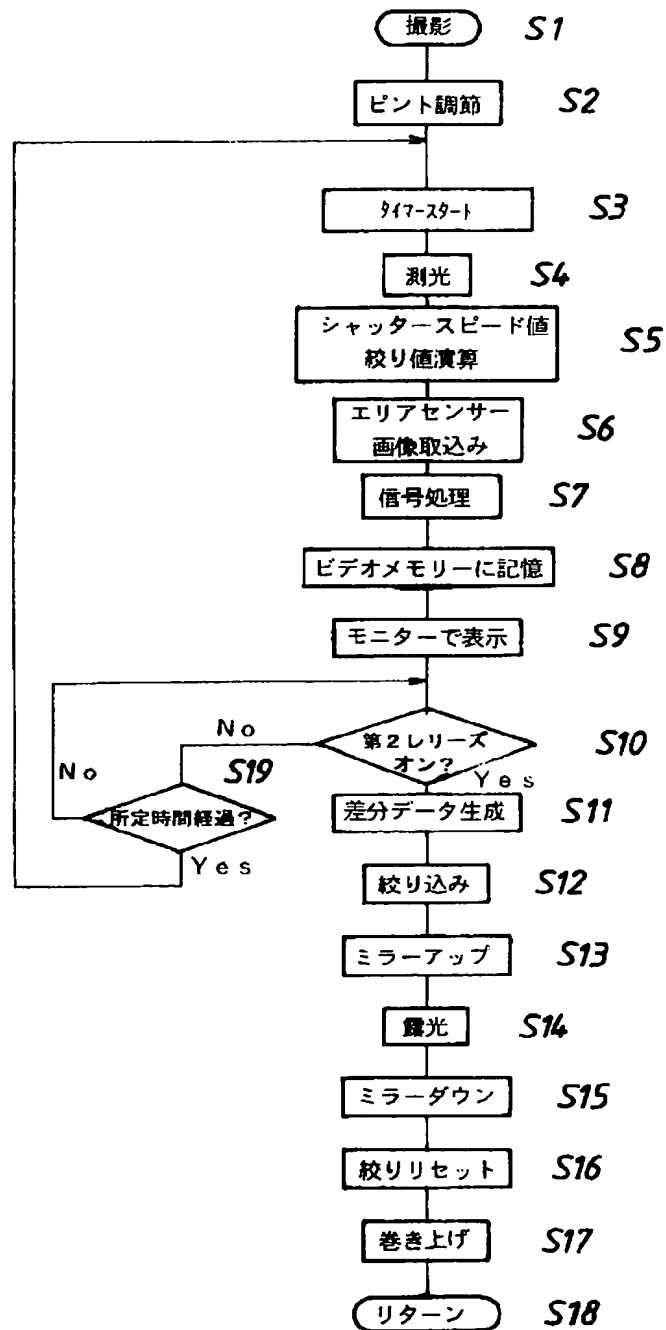 撮影 S1
ピント調節 S2
タイマースタート S3
測光 S4
シャッタースピード値
絞り値演算 S5
エリアセンサー
画像取込み S6
信号処理 S7
ビデオメモリーに記憶 S8
モニターで表示 S9
No
第2レリーズ
オン? S10
No
S19
Yes
所定時間経過?
差分データ生成 S11
Yes
絞り込み S12
ミラーアップ S13
露光 S14
ミラーダウン S15
絞りリセット S16
巻き上げ S17
リターン S18